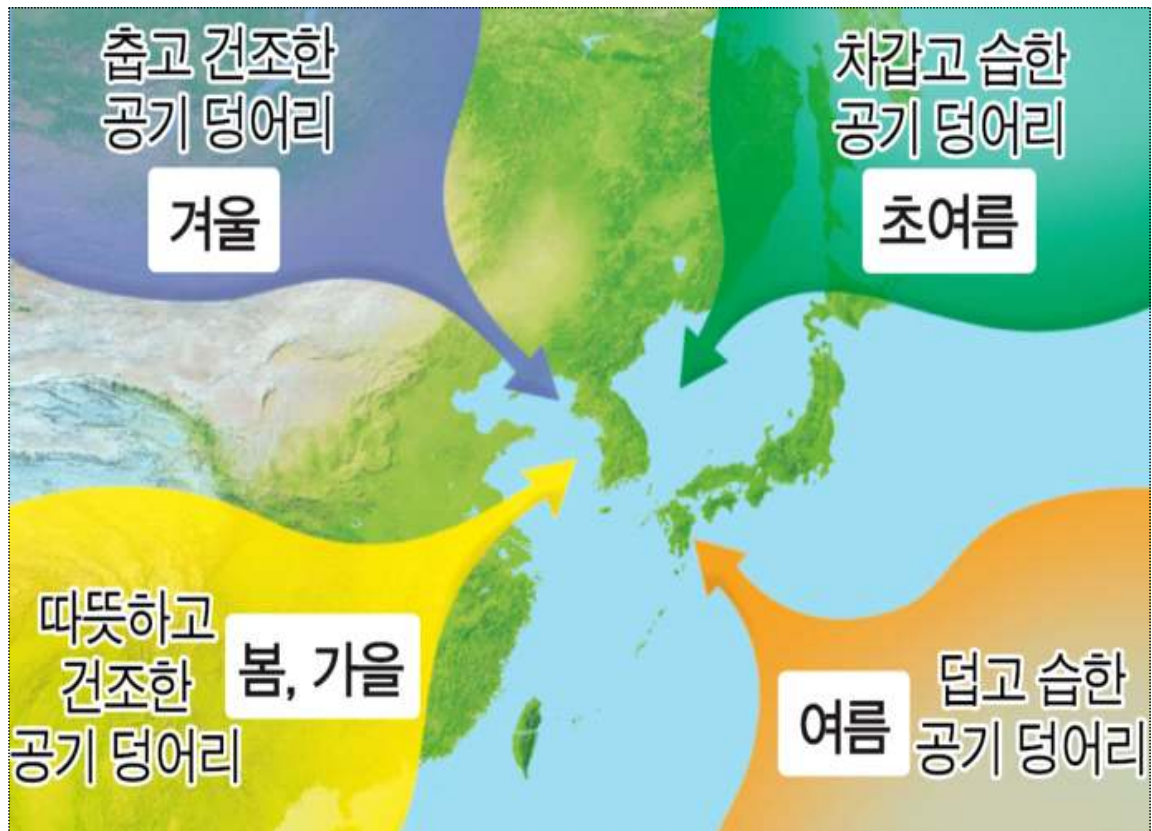 춥고 건조한
공기 덩어리
겨울
차갑고 습한
공기 덩어리
초여름
따뜻하고
건조한
공기 덩어리
봄, 가을
여름
덥고 습한
공기 덩어리